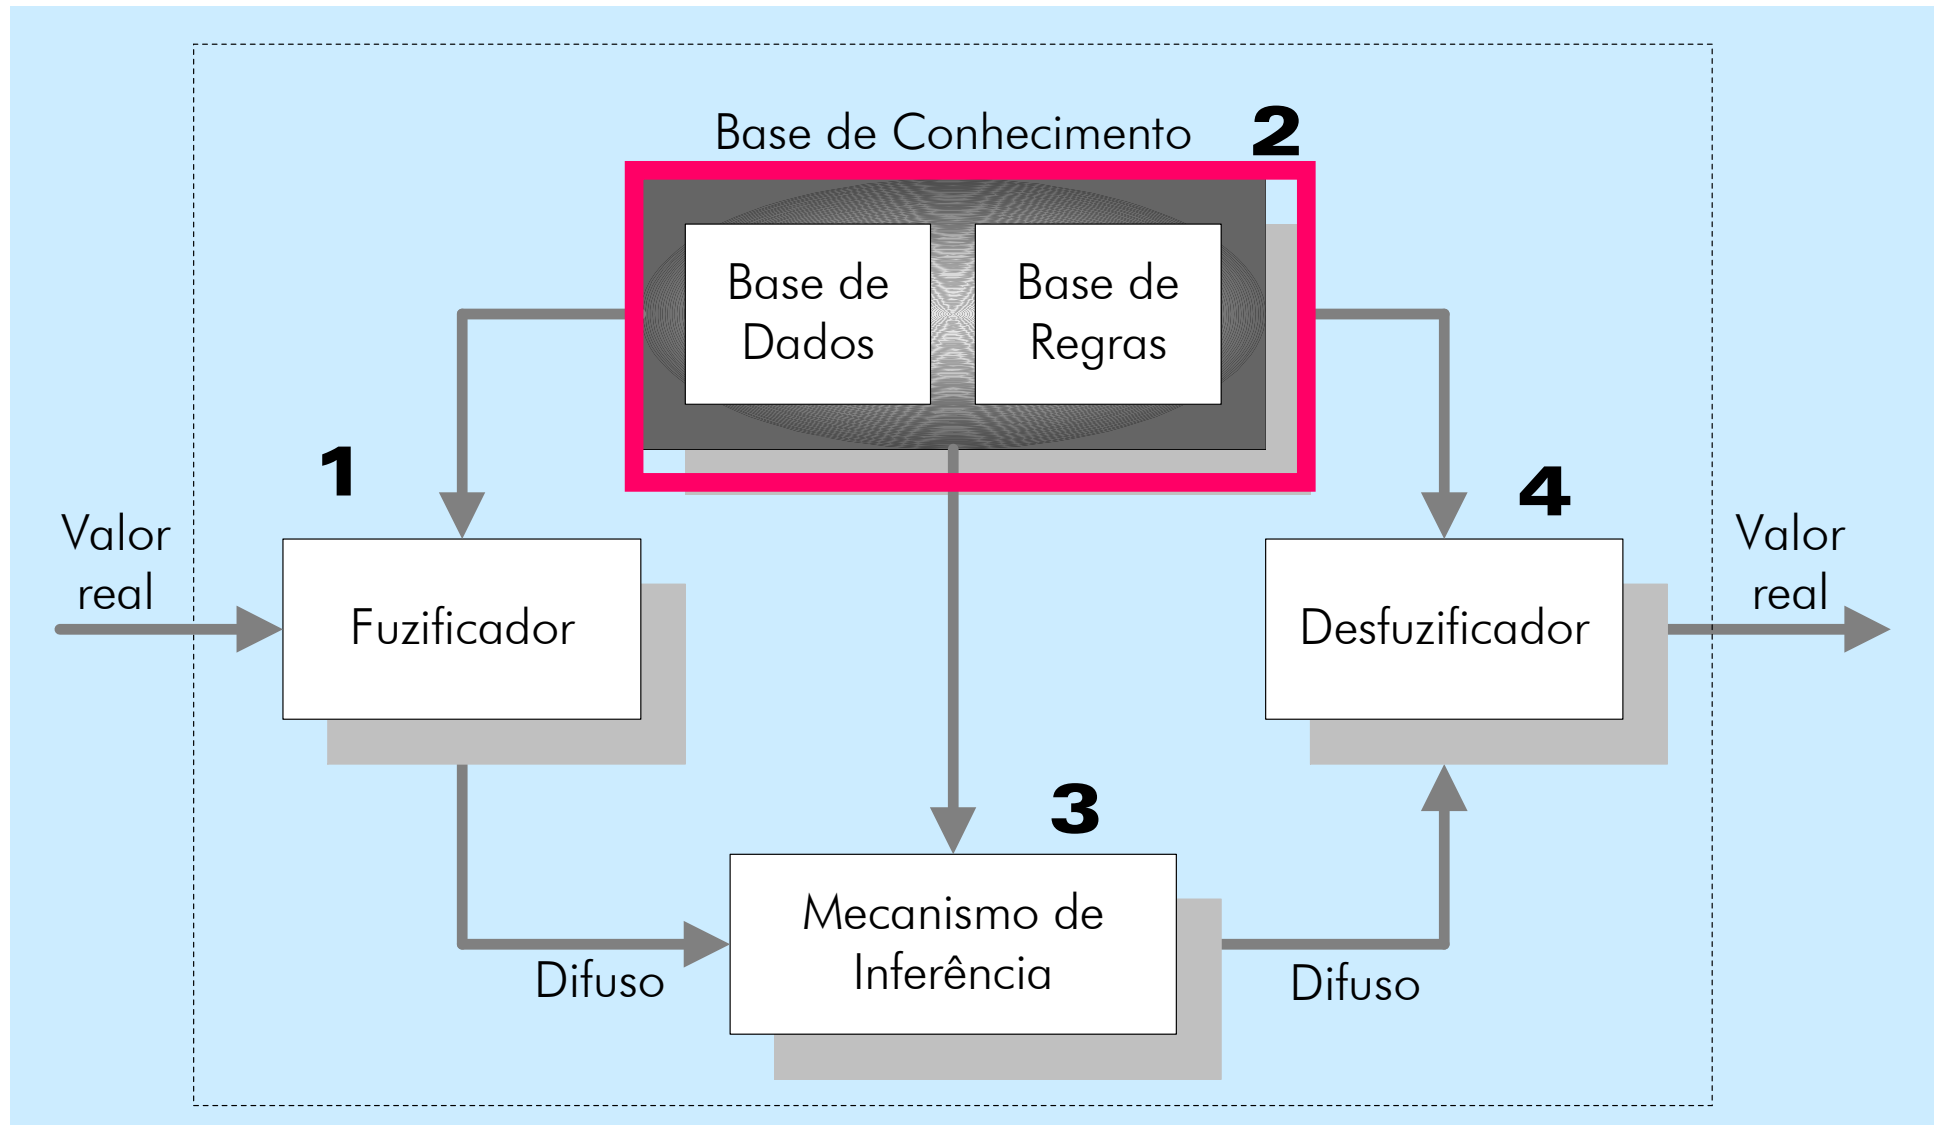 Base de Conhecimento
2
Base de
Dados
Base de
Regras
1
Valor
real
Fuzificador
4
Desfuzificador
Valor
real
3
Mecanismo de
Inferência
Difuso
Difuso